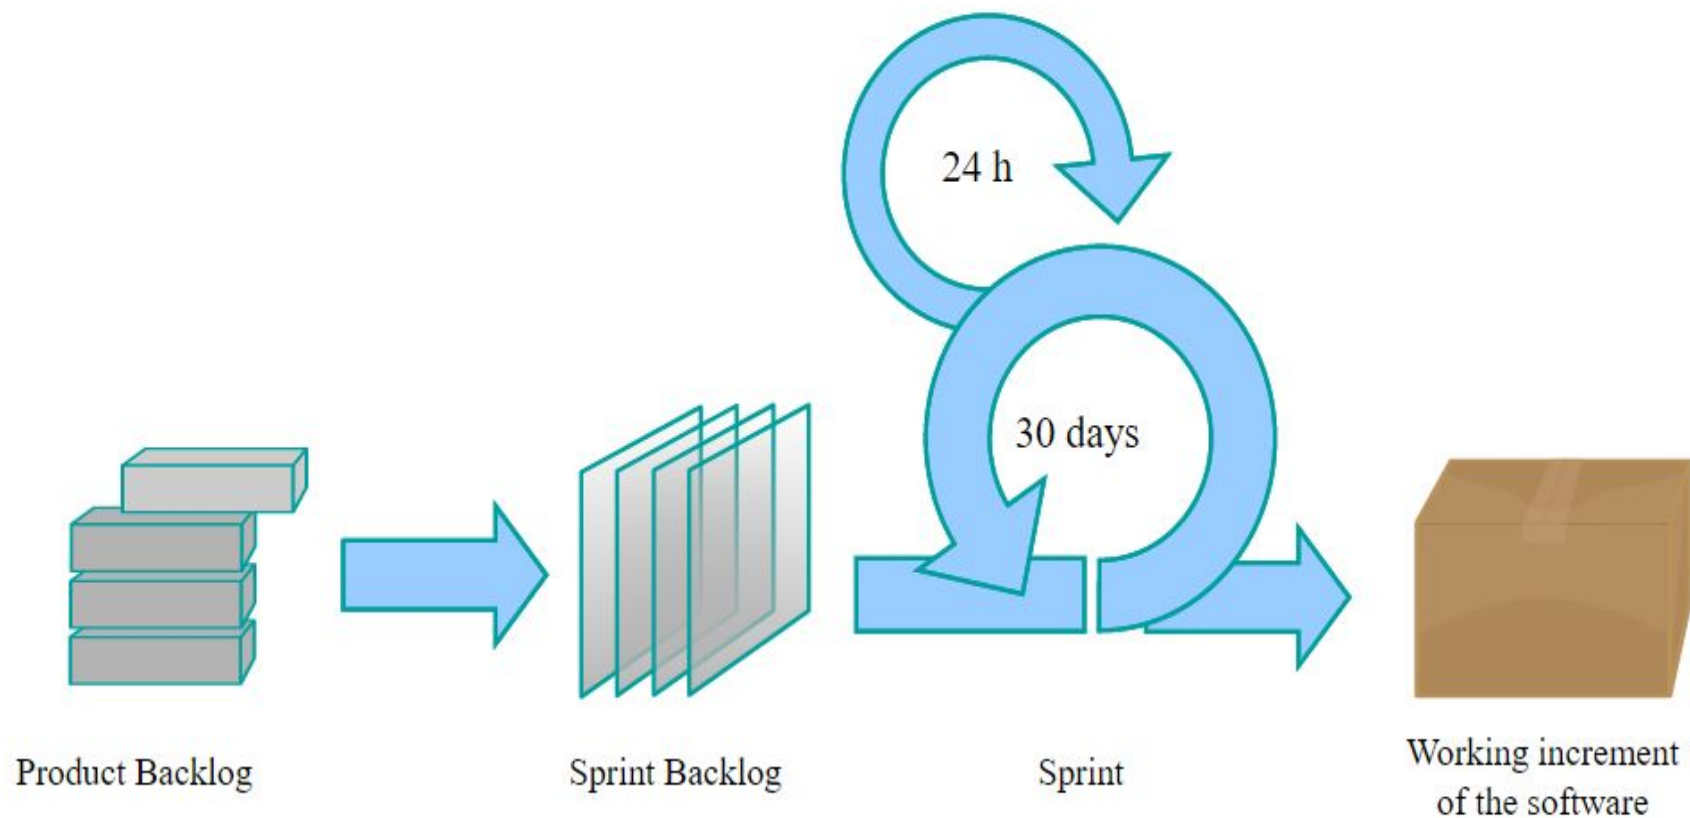 24 h
30 days
Product Backlog
Sprint Backlog
Sprint
Working increment
of the software